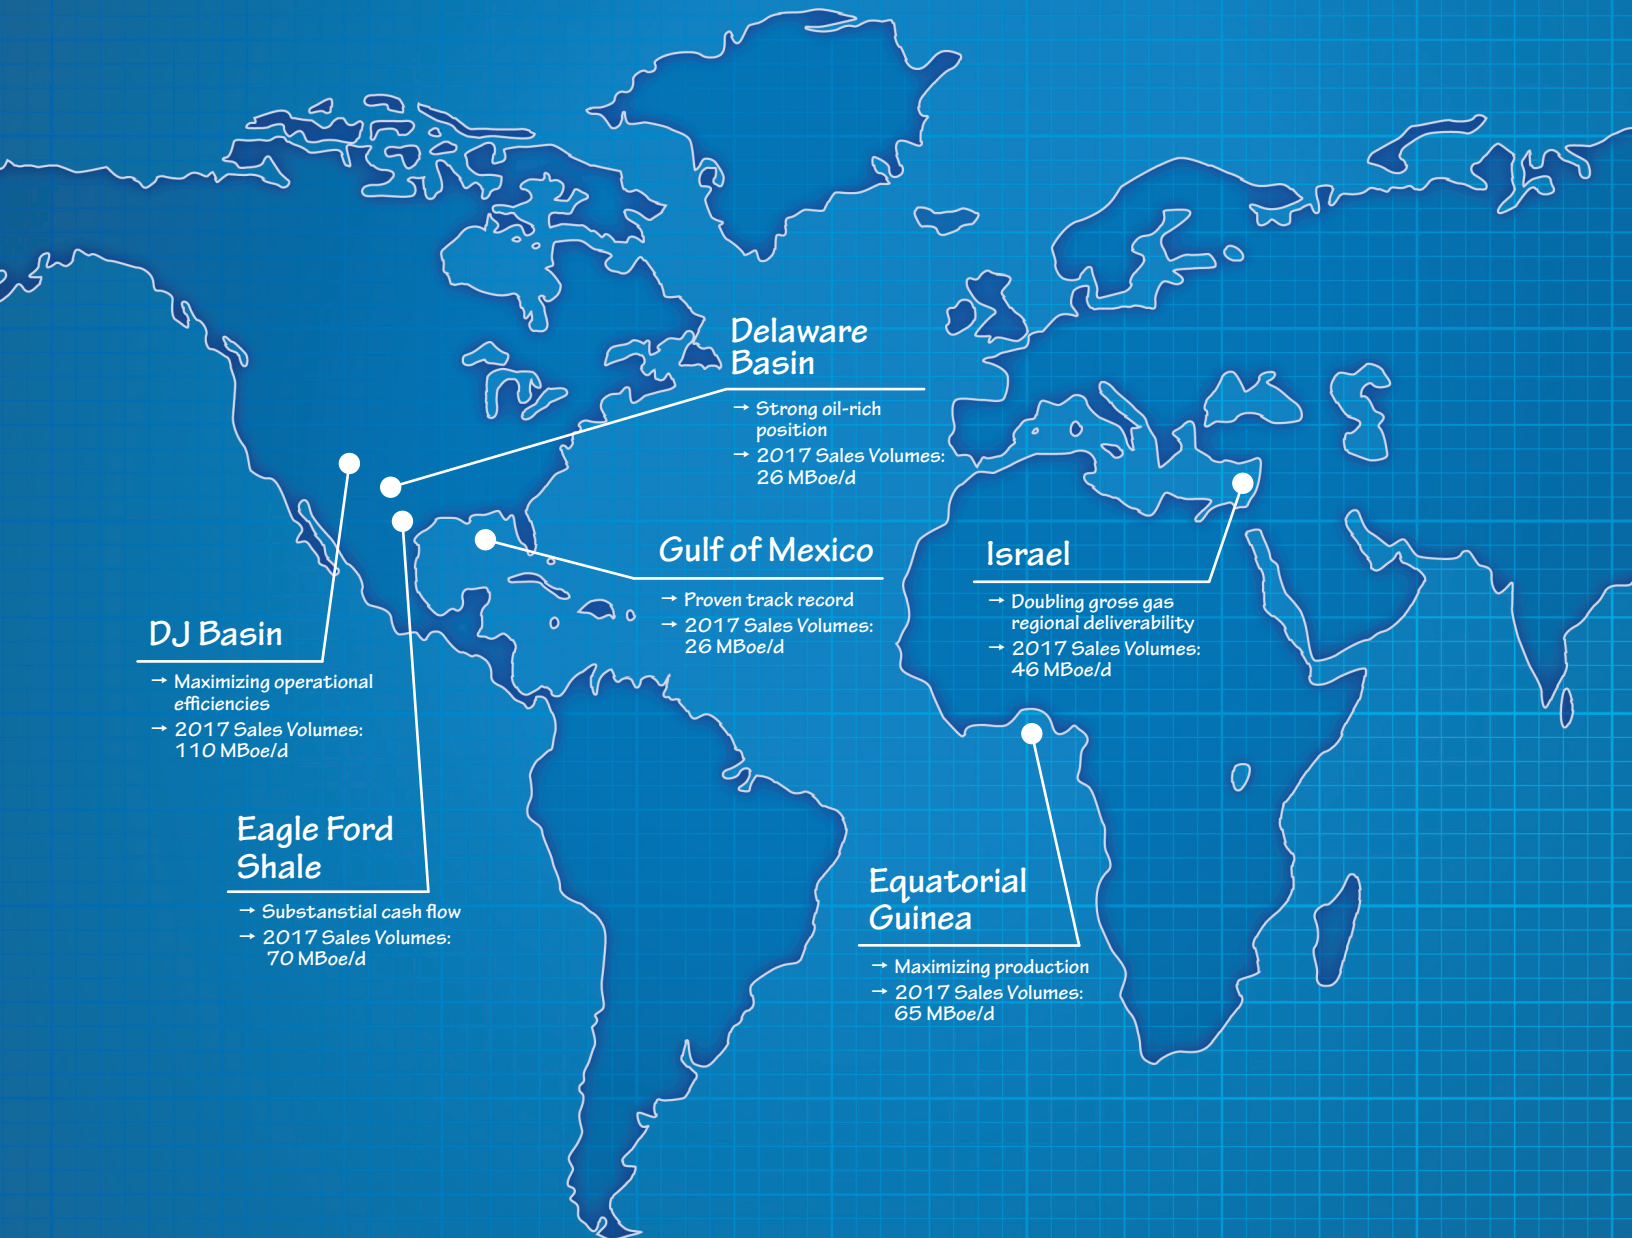 Delaware
Basin
→ Strong oil-rich
position
→ 2017 Sales Volumes:
26 MBoe/d
Gulf of Mexico
→ Proven track record
→ 2017 Sales Volumes:
26 MBoe/d
Israel
→ Doubling gross gas
regional deliverability
→ 2017 Sales Volumes:
46 MBoe/d
DJ Basin
→ Maximizing operational
efficiencies
→ 2017 Sales Volumes:
110 MBoe/d
Eagle Ford
Shale
→ Substanstial cash flow
→ 2017 Sales Volumes:
70 MBoe/d
Equatorial
Guinea
→ Maximizing production
→ 2017 Sales Volumes:
65 MBoe/d